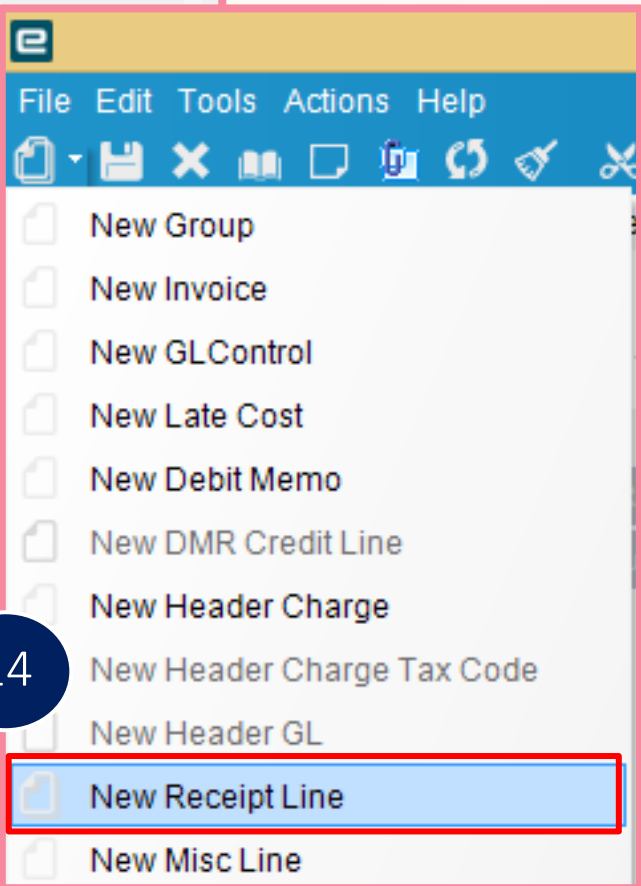 File Edit Tools Actions Help
New Group
New Invoice
New GLControl
New Late Cost
New Debit Memo
New DMR Credit Line
New Header Charge
New Header Charge Tax Code
New Header GL
New Receipt Line
New Misc Line